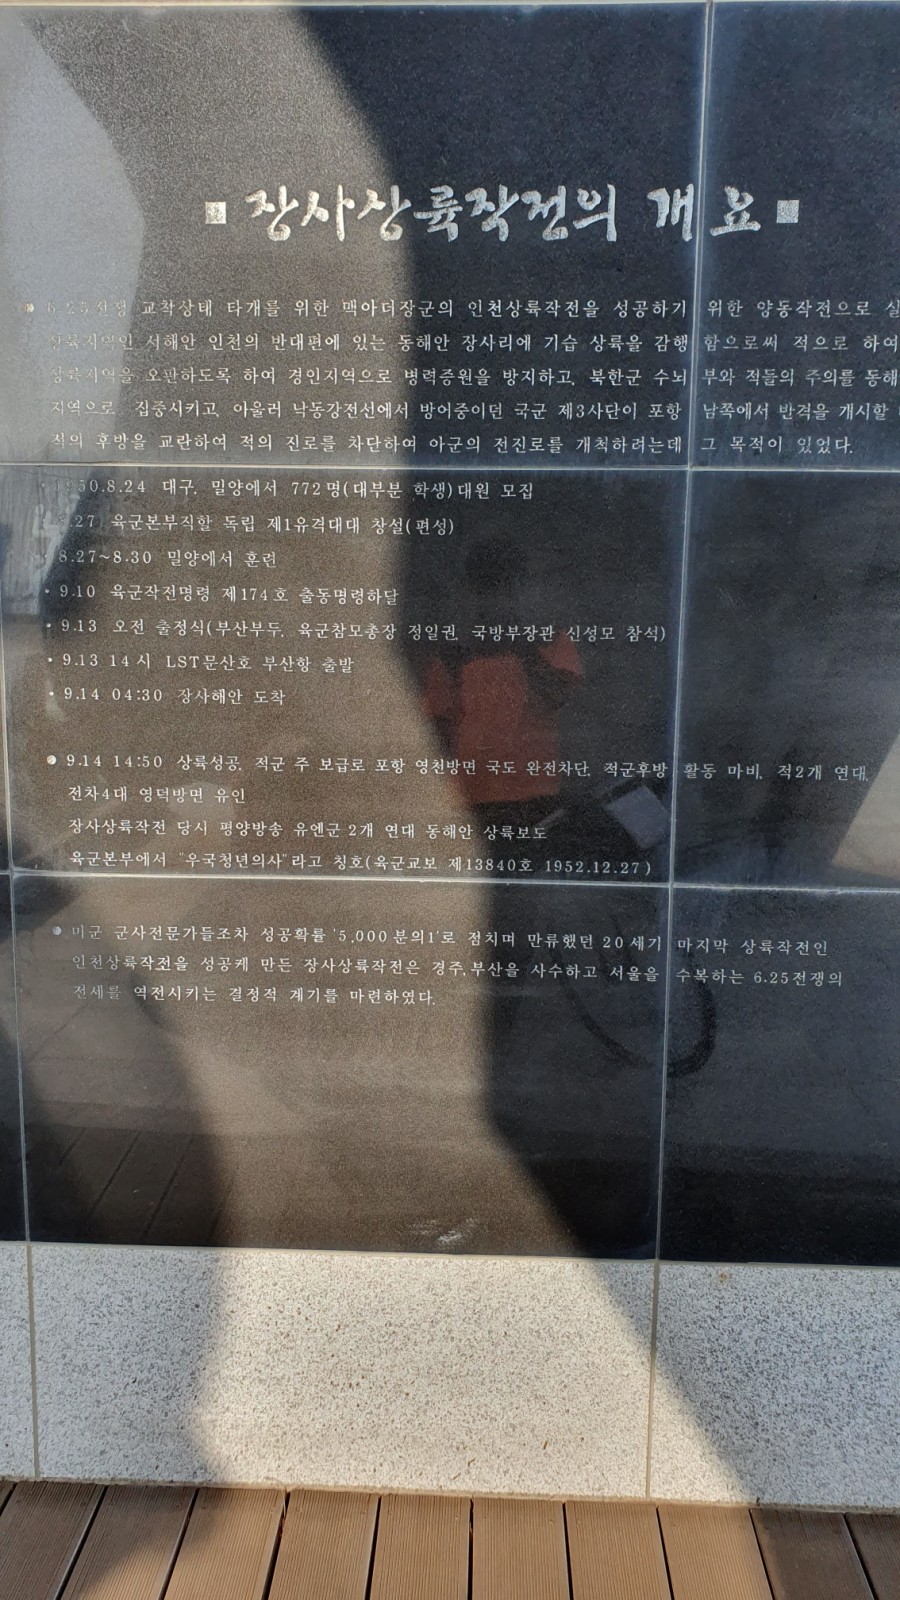 ■ 장사상륙작전의 개요 ■
● 6.25전쟁 교착상태 타개를 위한 맥아더장군의 인천상륙작전을 성공하기 위한 양동작전으로
상륙지역인 서해안 인천의 반대편에 있는 동해안 장사리에 기습 상륙을 감행함으로써 적으로 하여
상륙지역을 오판하도록 하여 경인지역으로 병력증원을 방지하고, 북한군 수뇌부와 적들의 주의를 동해
지역으로 집중시키고, 아울러 낙동강전선에서 방어중이던 국군 제3사단이 포항 남쪽에서 반격을 개시할
적의 후방을 교란하여 적의 진로를 차단하여 아군의 전진로를 개척하려는데 그 목적이 있었다.
• 1950.8.24 대구, 밀양에서 772명(대부분 학생)대원 모집
• 8.27 육군본부직할 독립 제1유격대대 창설(편성)
• 8.27~8.30 밀양에서 훈련
• 9.10 육군작전명령 제174호 출동명령하달
• 9.13 오전 출정식(부산부두, 육군참모총장 정일권, 국방부장관 신성모 참석)
• 9.13 14시 LST문산호 부산항 출발
• 9.14 04:30 장사해안 도착
● 9.14 14:50 상륙성공, 적군 주 보급로 포항 영천방면 국도 완전차단, 적군후방 활동 마비, 적2개 연대,
전차4대 영덕방면 유인
장사상륙작전 당시 평양방송 유엔군 2개 연대 동해안 상륙보도
육군본부에서 "우국청년의사"라고 칭호(육군교보 제13840호 1952.12.27)
● 미군 군사전문가들조차 성공확률 '5,000분의1'로 점치며 만류했던 20세기 마지막 상륙작전인
인천상륙작전을 성공케 만든 장사상륙작전은 경주,부산을 사수하고 서울을 수복하는 6.25전쟁의
전세를 역전시키는 결정적 계기를 마련하였다.